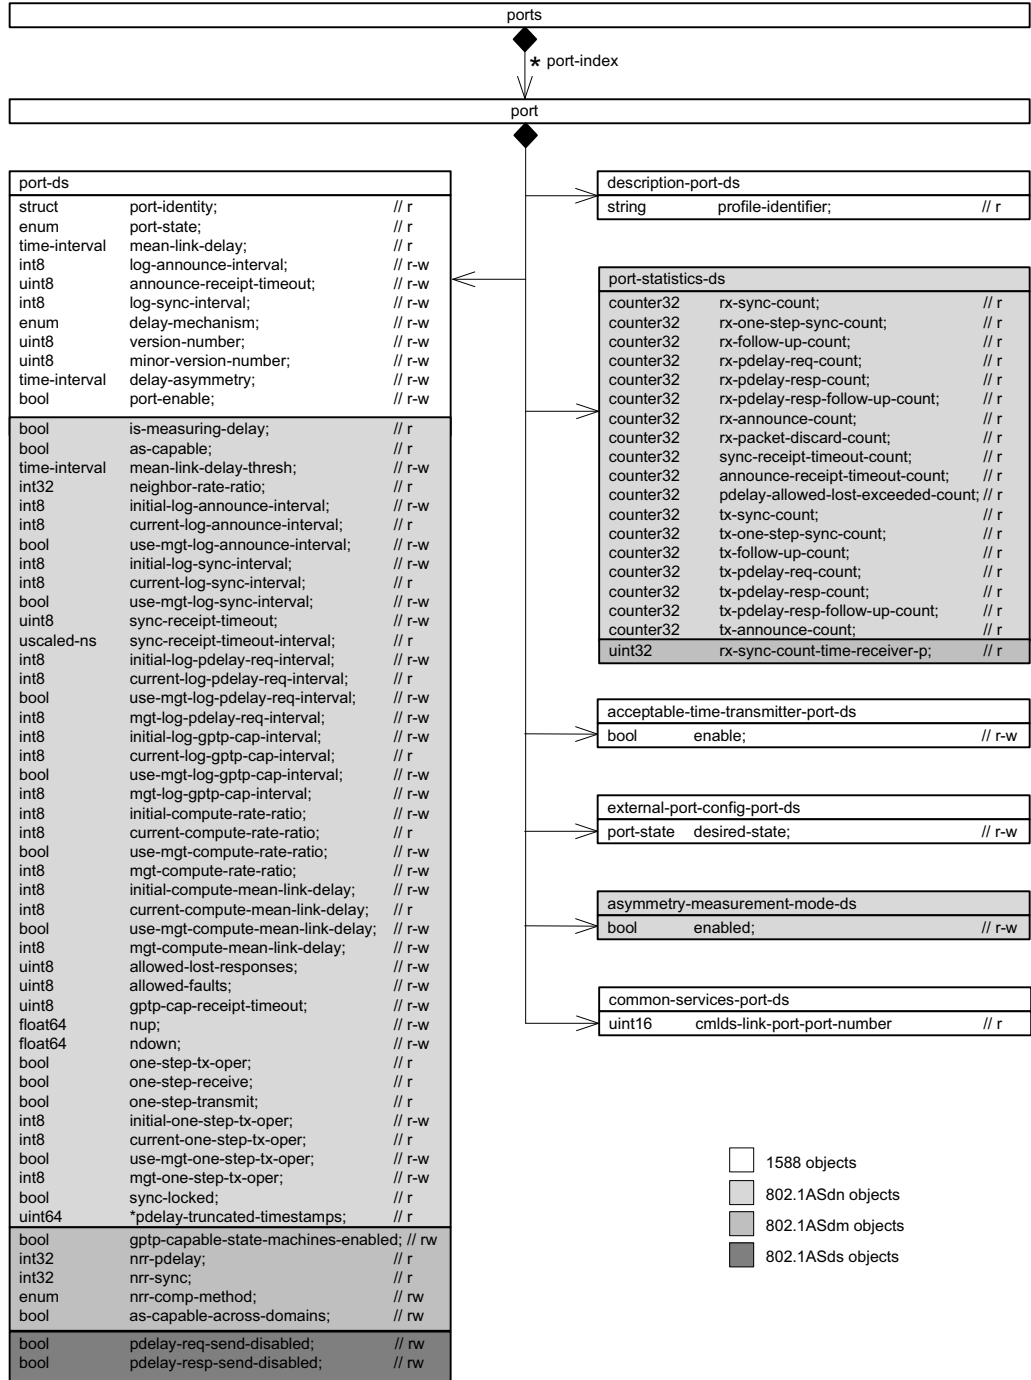 ports
* port-index
port
port-ds
struct port-identity; // r
enum port-state; // r
time-interval mean-link-delay; // r
int8 log-announce-interval; // r-w
uint8 announce-receipt-timeout; // r-w
int8 log-sync-interval; // r-w
enum delay-mechanism; // r-w
uint8 version-number; // r-w
uint8 minor-version-number; // r-w
time-interval delay-asymmetry; // r-w
bool port-enable; // r-w
bool is-measuring-delay; // r
bool as-capable; // r
time-interval mean-link-delay-thresh; // r-w
int32 neighbor-rate-ratio; // r
int8 initial-log-announce-interval; // r-w
int8 current-log-announce-interval; // r
bool use-mgt-log-announce-interval; // r-w
int8 initial-log-sync-interval; // r-w
int8 current-log-sync-interval; // r
bool use-mgt-log-sync-interval; // r-w
uint8 sync-receipt-timeout; // r-w
uscaled-ns sync-receipt-timeout-interval; // r
int8 initial-log-pdelay-req-interval; // r-w
int8 current-log-pdelay-req-interval; // r
bool use-mgt-log-pdelay-req-interval; // r-w
int8 mgt-log-pdelay-req-interval; // r-w
int8 initial-log-gptp-cap-interval; // r-w
int8 current-log-gptp-cap-interval; // r
bool use-mgt-log-gptp-cap-interval; // r-w
int8 mgt-log-gptp-cap-interval; // r-w
int8 initial-compute-rate-ratio; // r-w
int8 current-compute-rate-ratio; // r
bool use-mgt-compute-rate-ratio; // r-w
int8 mgt-compute-rate-ratio; // r-w
int8 initial-compute-mean-link-delay; // r-w
int8 current-compute-mean-link-delay; // r
bool use-mgt-compute-mean-link-delay; // r-w
int8 mgt-compute-mean-link-delay; // r-w
uint8 allowed-lost-responses; // r-w
uint8 allowed-faults; // r-w
uint8 gptp-cap-receipt-timeout; // r-w
float64 nup; // r-w
float64 ndown; // r-w
bool one-step-tx-oper; // r
bool one-step-receive; // r
bool one-step-transmit; // r
int8 initial-one-step-tx-oper; // r-w
int8 current-one-step-tx-oper; // r
bool use-mgt-one-step-tx-oper; // r-w
int8 mgt-one-step-tx-oper; // r-w
bool sync-locked; // r
uint64 *pdelay-truncated-timestamps; // r
bool gptp-capable-state-machines-enabled; // rw
int32 nrr-pdelay; // r
int32 nrr-sync; // r
enum nrr-comp-method; // rw
bool as-capable-across-domains; // rw
bool pdelay-req-send-disabled; // rw
bool pdelay-resp-send-disabled; // rw
description-port-ds
string profile-identifier; // r
port-statistics-ds
counter32 rx-sync-count; // r
counter32 rx-one-step-sync-count; // r
counter32 rx-follow-up-count; // r
counter32 rx-pdelay-req-count; // r
counter32 rx-pdelay-resp-count; // r
counter32 rx-pdelay-resp-follow-up-count; // r
counter32 rx-announce-count; // r
counter32 rx-packet-discard-count; // r
counter32 sync-receipt-timeout-count; // r
counter32 announce-receipt-timeout-count; // r
counter32 pdelay-allowed-lost-exceeded-count; // r
counter32 tx-sync-count; // r
counter32 tx-one-step-sync-count; // r
counter32 tx-follow-up-count; // r
counter32 tx-pdelay-req-count; // r
counter32 tx-pdelay-resp-count; // r
counter32 tx-pdelay-resp-follow-up-count; // r
counter32 tx-announce-count; // r
uint32 rx-sync-count-time-receiver-p; // r
acceptable-time-transmitter-port-ds
bool enable; // r-w
external-port-config-port-ds
port-state desired-state; // r-w
asymmetry-measurement-mode-ds
bool enabled; // r-w
common-services-port-ds
uint16 cmlds-link-port-port-number // r
1588 objects
802.1ASdn objects
802.1ASdm objects
802.1ASds objects